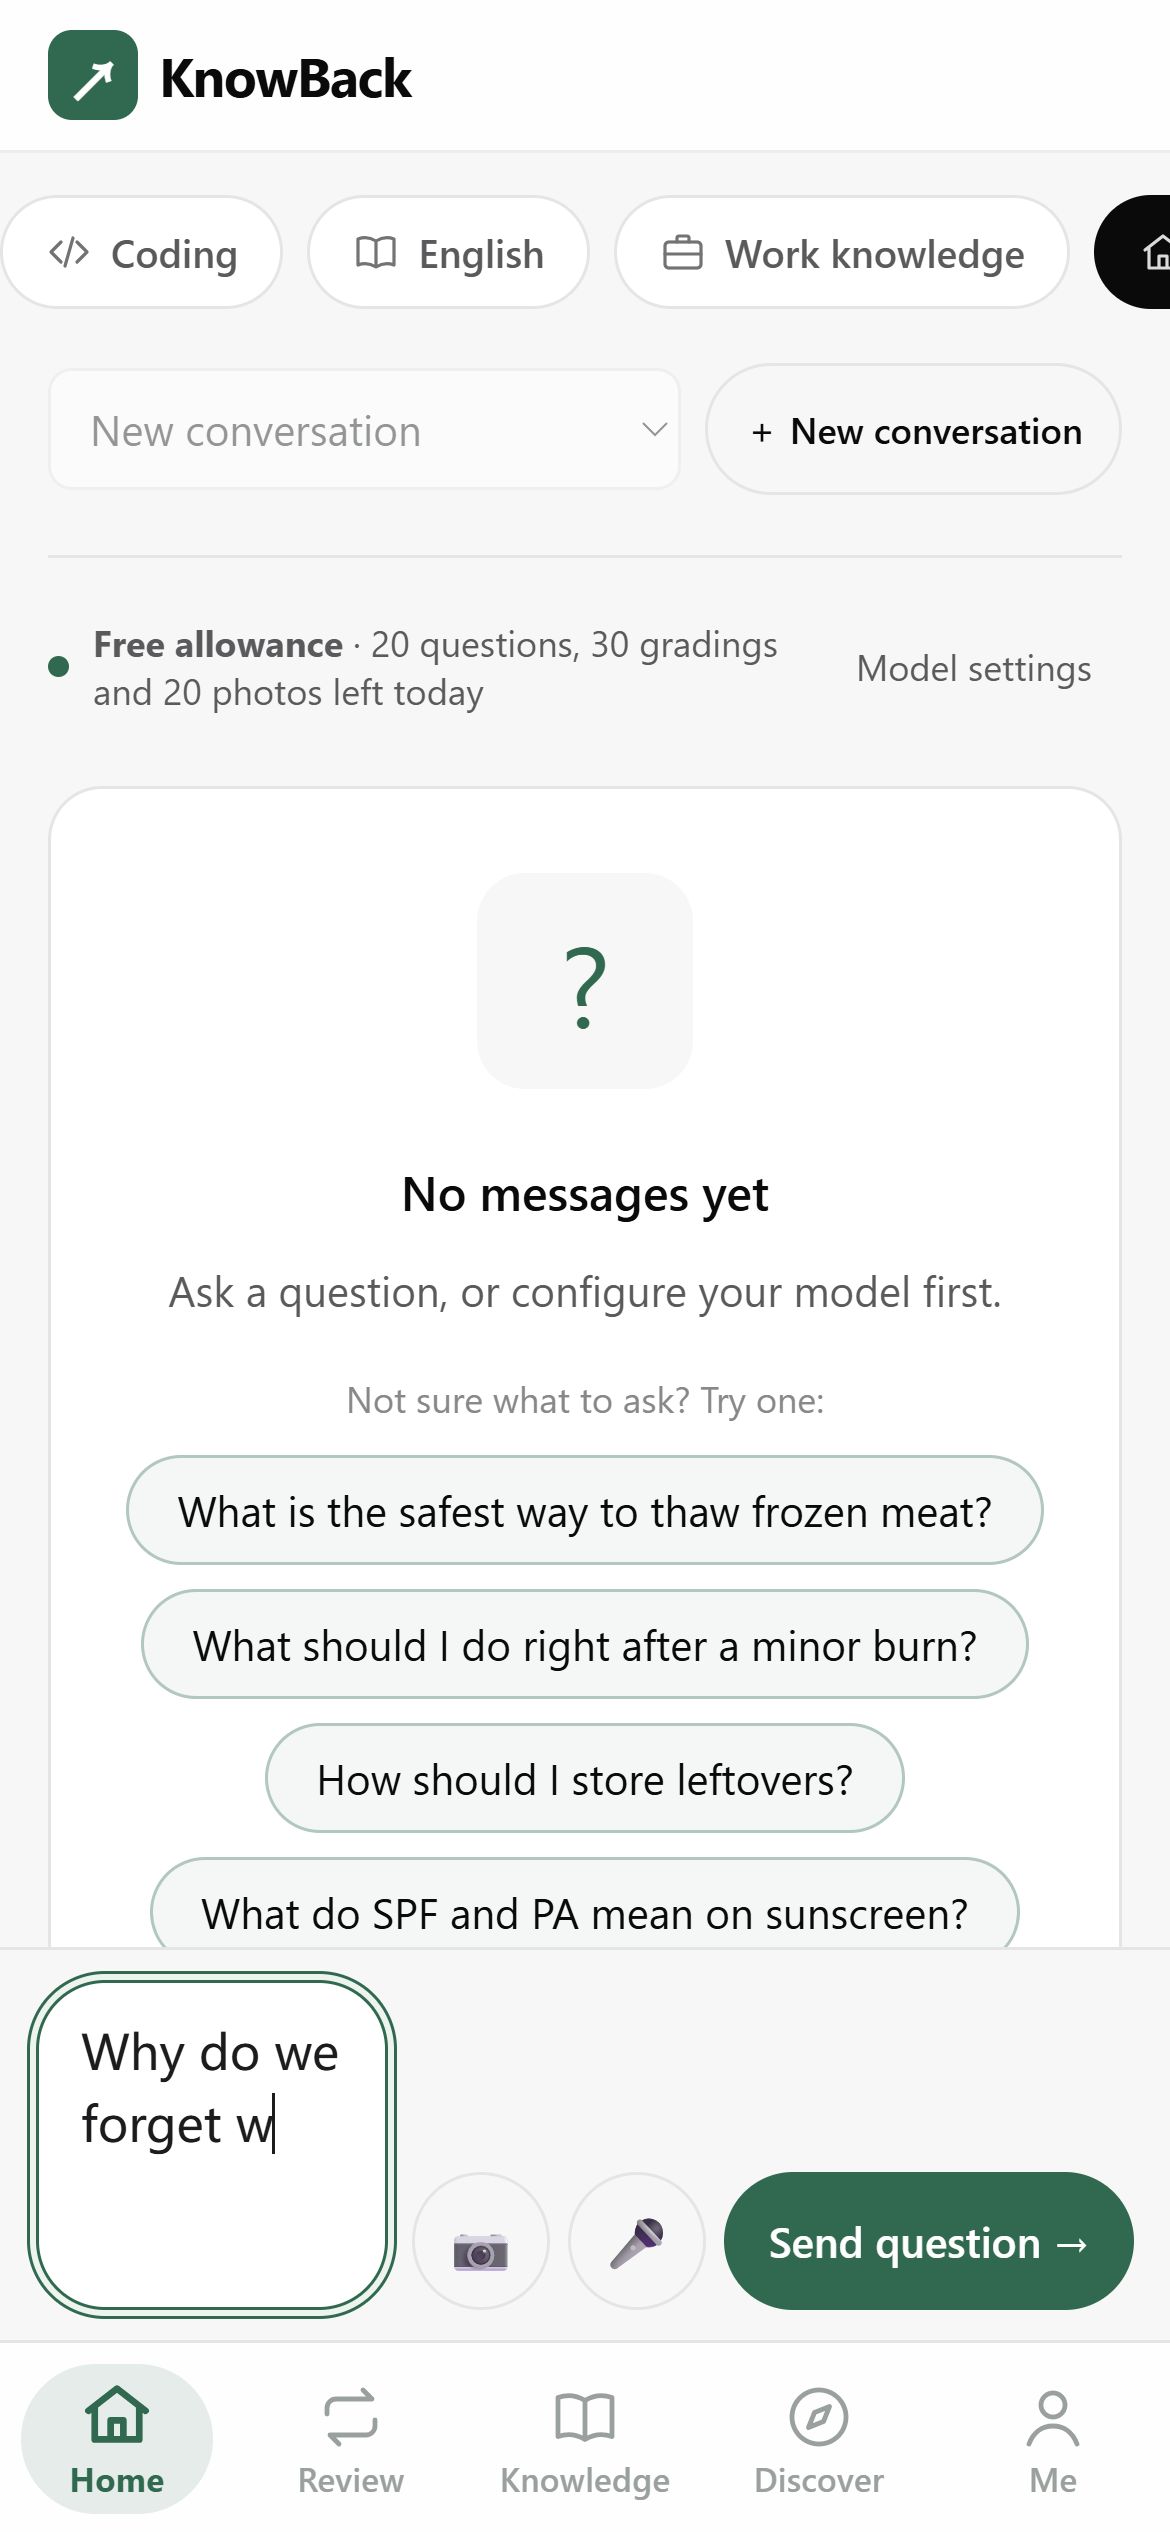 KnowBack
Coding
English
Work knowledge
New conversation
+ New conversation
Free allowance · 20 questions, 30 gradings
and 20 photos left today
Model settings
?
No messages yet
Ask a question, or configure your model first.
Not sure what to ask? Try one:
What is the safest way to thaw frozen meat?
What should I do right after a minor burn?
How should I store leftovers?
What do SPF and PA mean on sunscreen?
Why do we
forget w
Send question →
Home
Review
Knowledge
Discover
Me